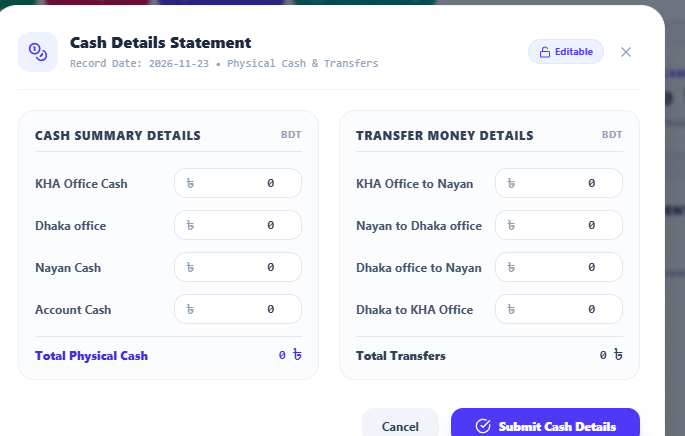 Cash Details Statement
Editable
Record Date: 2026-11-23 • Physical Cash & Transfers
CASH SUMMARY DETAILS BDT
KHA Office Cash ৳ 0
Dhaka office ৳ 0
Nayan Cash ৳ 0
Account Cash ৳ 0
Total Physical Cash 0 ৳
TRANSFER MONEY DETAILS BDT
KHA Office to Nayan ৳ 0
Nayan to Dhaka office ৳ 0
Dhaka office to Nayan ৳ 0
Dhaka to KHA Office ৳ 0
Total Transfers 0 ৳
Cancel
Submit Cash Details